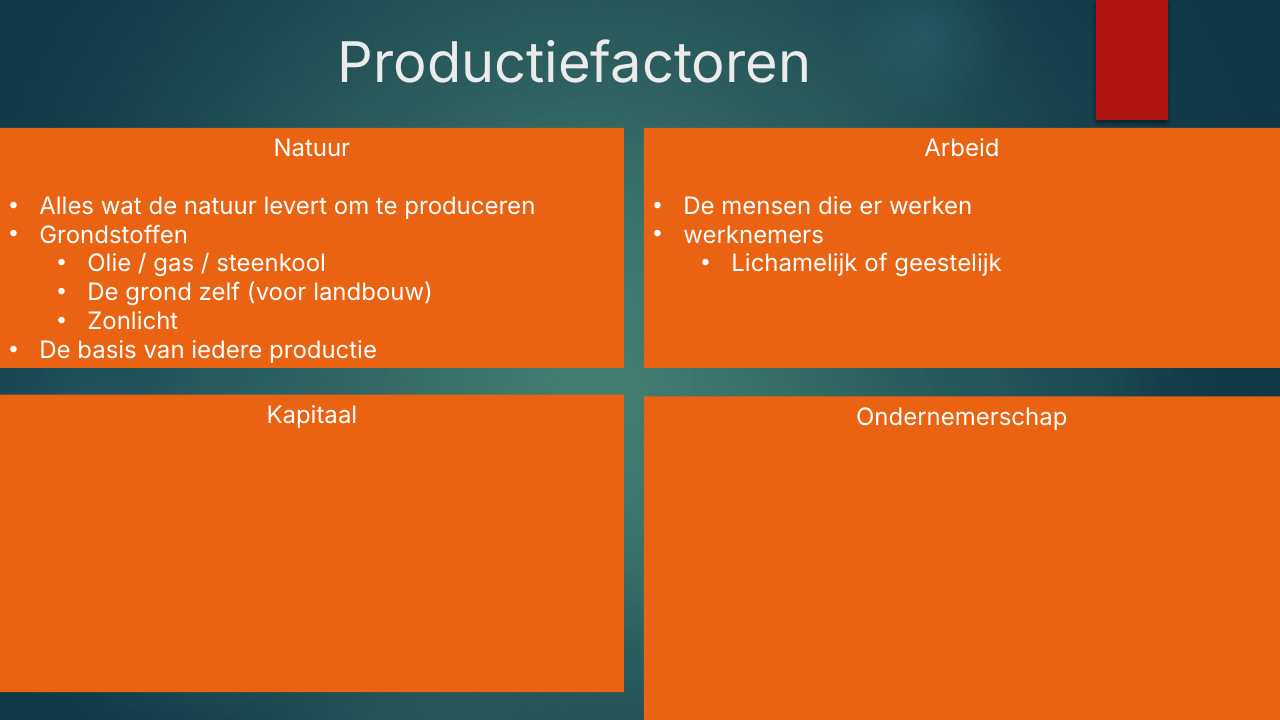 Productiefactoren
Natuur
• Alles wat de natuur levert om te produceren
• Grondstoffen
• Olie / gas / steenkool
• De grond zelf (voor landbouw)
• Zonlicht
• De basis van iedere productie
Arbeid
• De mensen die er werken
• werknemers
• Lichamelijk of geestelijk
Kapitaal
Ondernemerschap